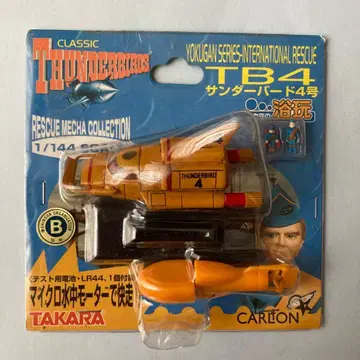 CLASSIC
THUNDERBIRDS
YOKUGAN SERIES-INTERNATIONAL RESCUE
TB4
サンダーバード4号
RESCUE MECHA COLLECTION
浴玩
1/144 SCALE
THUNDERBIRD
4
B
テスト用電池・LR44、1個付属
マイクロ水中モーターで快走
TAKARA
CARLTON